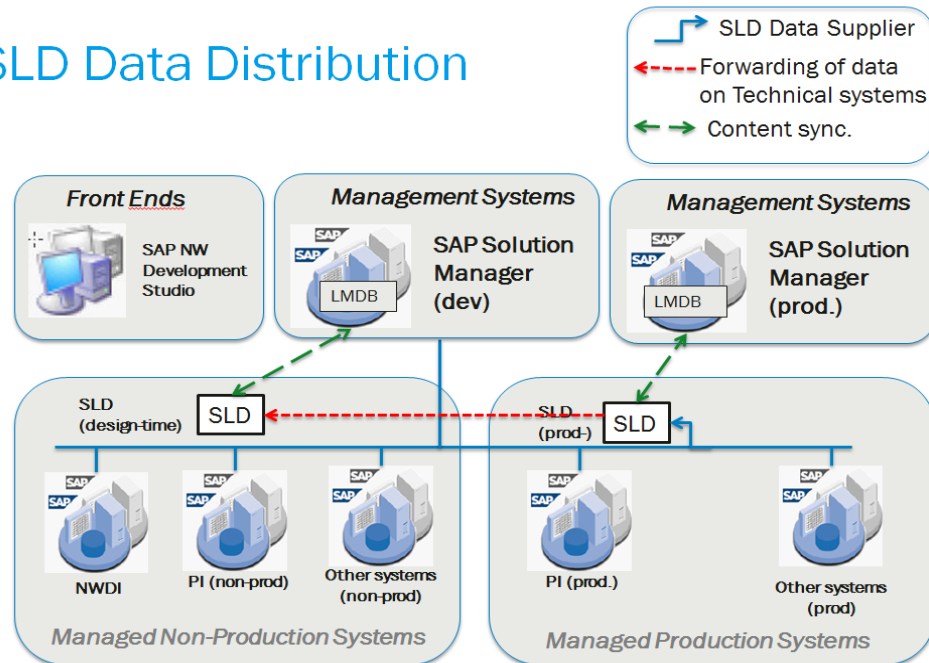 SLD Data Distribution
SLD Data Supplier
Forwarding of data
on Technical systems
Content sync.
Front Ends
SAP NW
Development
Studio
Management Systems
SAP
SAP
SAP Solution
Manager
(dev)
LMDB
Management Systems
SAP
SAP
SAP Solution
Manager
(prod.)
LMDB
SLD
(design-time)
SLD
SLD
(prod-)
SLD
SAP
SAP
NWDI
SAP
SAP
PI (non-prod)
SAP
SAP
Other systems
(non-prod)
SAP
SAP
PI (prod.)
SAP
SAP
Other systems
(prod)
Managed Non-Production Systems
Managed Production Systems